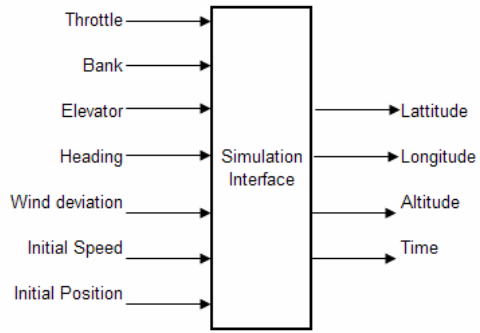 Throttle
Bank
Elevator
Heading
Wind deviation
Initial Speed
Initial Position
Simulation
Interface
Lattitude
Longitude
Altitude
Time